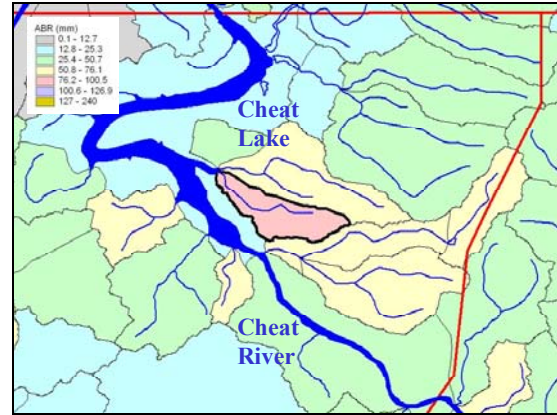 ABR (mm)
0.1 - 12.7
12.8 - 25.3
25.4 - 50.7
50.8 - 76.1
76.2 - 100.5
100.6 - 126.9
127 - 240
Cheat
Lake
Cheat
River